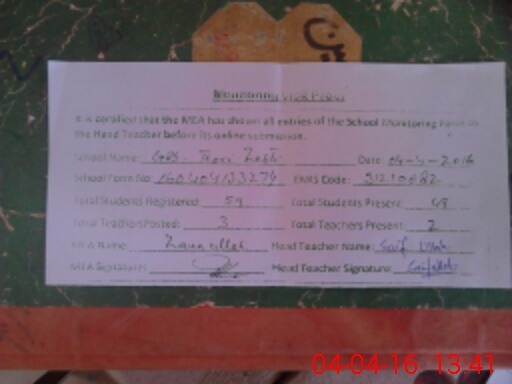 Monitoring Visit Proof
It is certified that the MEA has shown all entries of the School Monitoring Form to
the Head Teacher before its online submission.
School Name: GPS - Date: 04-4-2016
School Form No: EMIS Code:
Total Students Registered: 59 Total Students Present: 48
Total Teachers Posted: 3 Total Teachers Present: 2
MEA Name: Head Teacher Name: Saif Ullah
MEA Signature: Head Teacher Signature: Saifullah
04-04-16 13:41